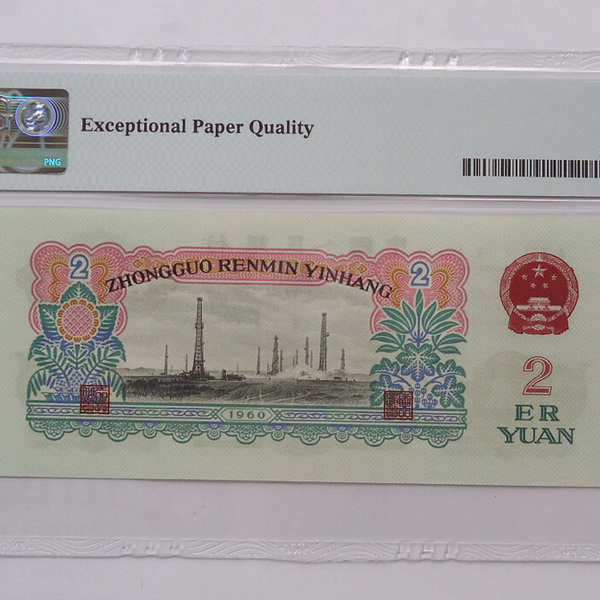 Exceptional Paper Quality
PNG
2
2
ZHONGGUO RENMIN YINHANG
1960
2
ER
YUAN